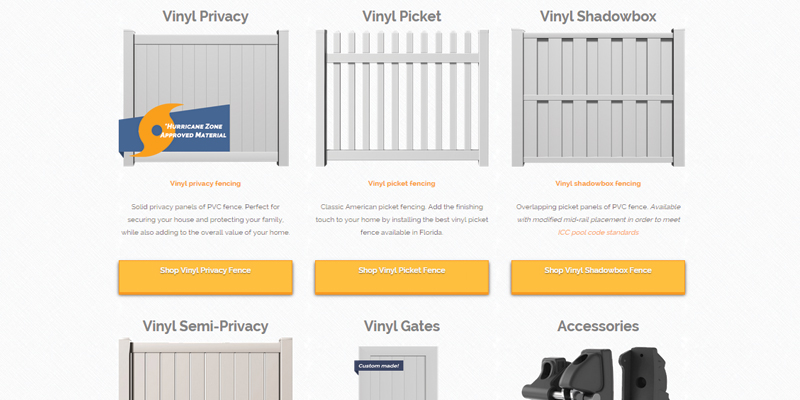 Vinyl Privacy
Vinyl Picket
Vinyl Shadowbox
"Hurricane Zone
Approved Material
Vinyl privacy fencing
Vinyl picket fencing
Vinyl shadowbox fencing
Solid privacy panels of PVC fence. Perfect for
securing your house and protecting your family,
while also adding to the overall value of your home.
Classic American picket fencing. Add the finishing
touch to your home by installing the best vinyl picket
fence available in Florida.
Overlapping picket panels of PVC fence. Available
with modified mid-rail placement in order to meet
ICC pool code standards
Shop Vinyl Privacy Fence
Shop Vinyl Picket Fence
Shop Vinyl Shadowbox Fence
Vinyl Semi-Privacy
Vinyl Gates
Accessories
Custom made!